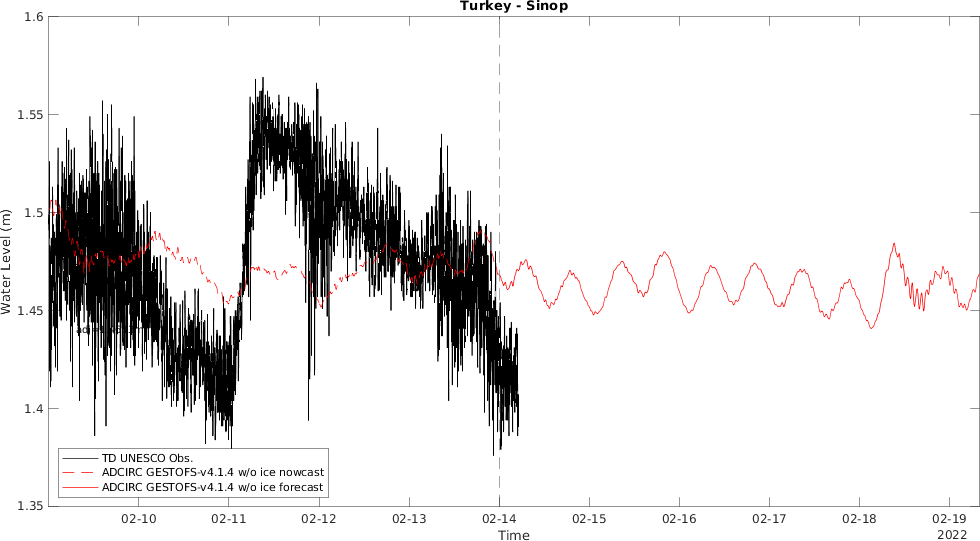 Turkey - Sinop
1.6
1.55
1.5
1.45
1.4
1.35
Water Level (m)
TD UNESCO Obs.
ADCIRC GESTOFS-v4.1.4 w/o ice nowcast
ADCIRC GESTOFS-v4.1.4 w/o ice forecast
02-10
02-11
02-12
02-13
02-14
02-15
02-16
02-17
02-18
02-19
Time
2022